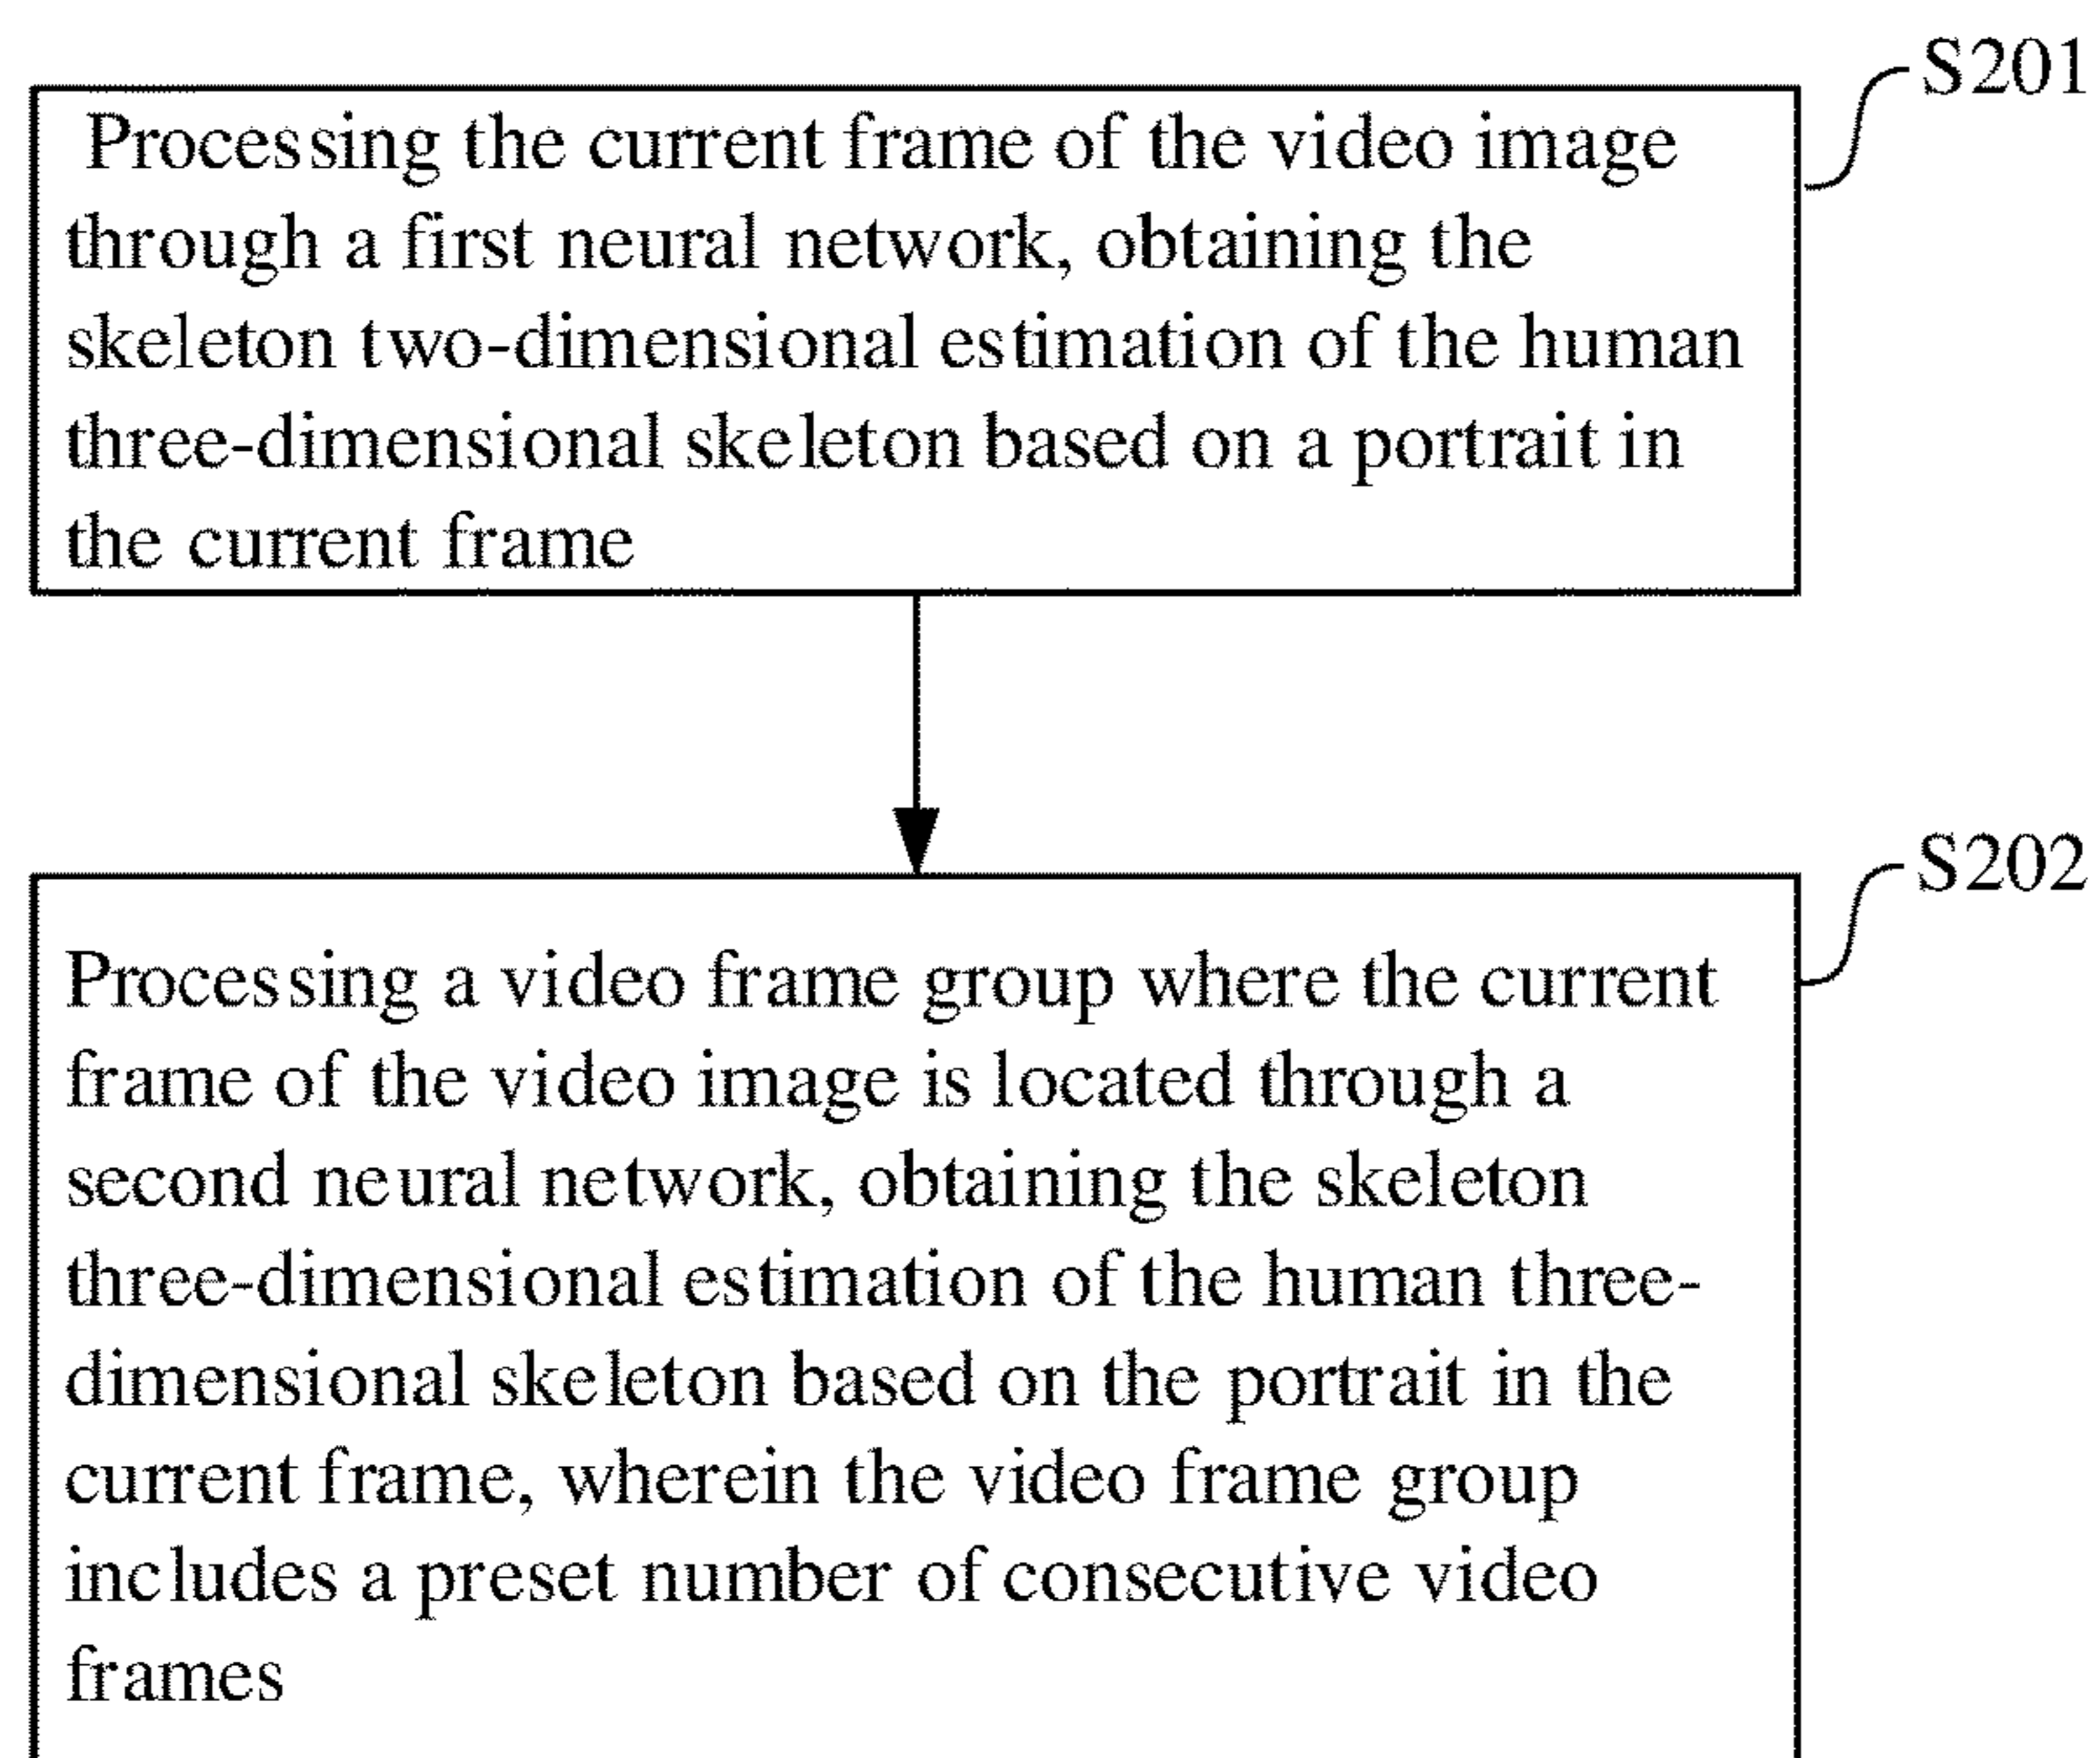 S201
Processing the current frame of the video image
through a first neural network, obtaining the
skeleton two-dimensional estimation of the human
three-dimensional skeleton based on a portrait in
the current frame
S202
Processing a video frame group where the current
frame of the video image is located through a
second neural network, obtaining the skeleton
three-dimensional estimation of the human three-
dimensional skeleton based on the portrait in the
current frame, wherein the video frame group
includes a preset number of consecutive video
frames